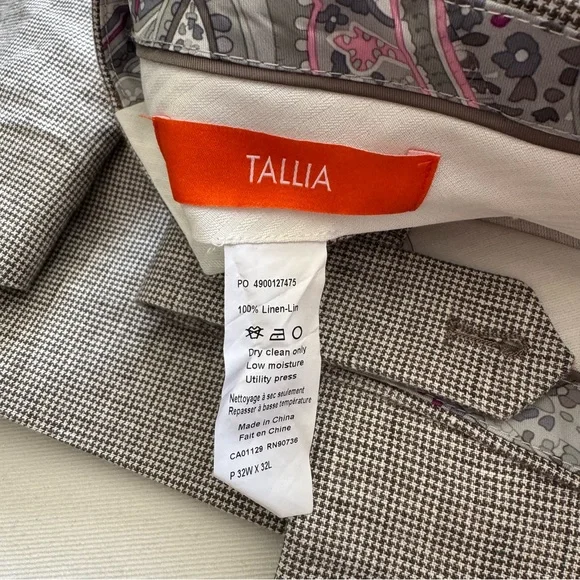 TALLIA
PO 4900127475
100% Linen-Lin
Dry clean only
Low moisture
Utility press
Nettoyage à sec seulement
Repasser à basse température
Made in China
Fait en Chine
CA01129 RN90736
P 32W X 32L